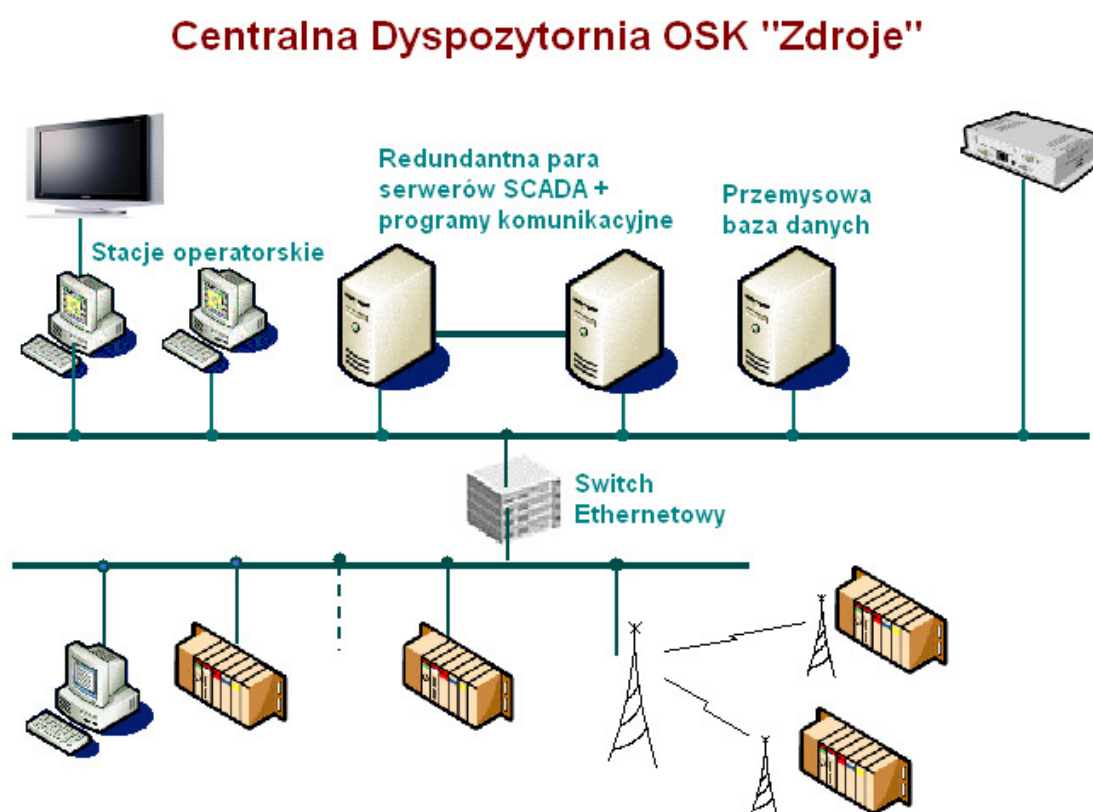 Centralna Dyspozytornia OSK "Zdroje"
Redundantna para
serwerów SCADA +
programy komunikacyjne
Przemysowa
baza danych
Stacje operatorskie
Switch
Ethernetowy